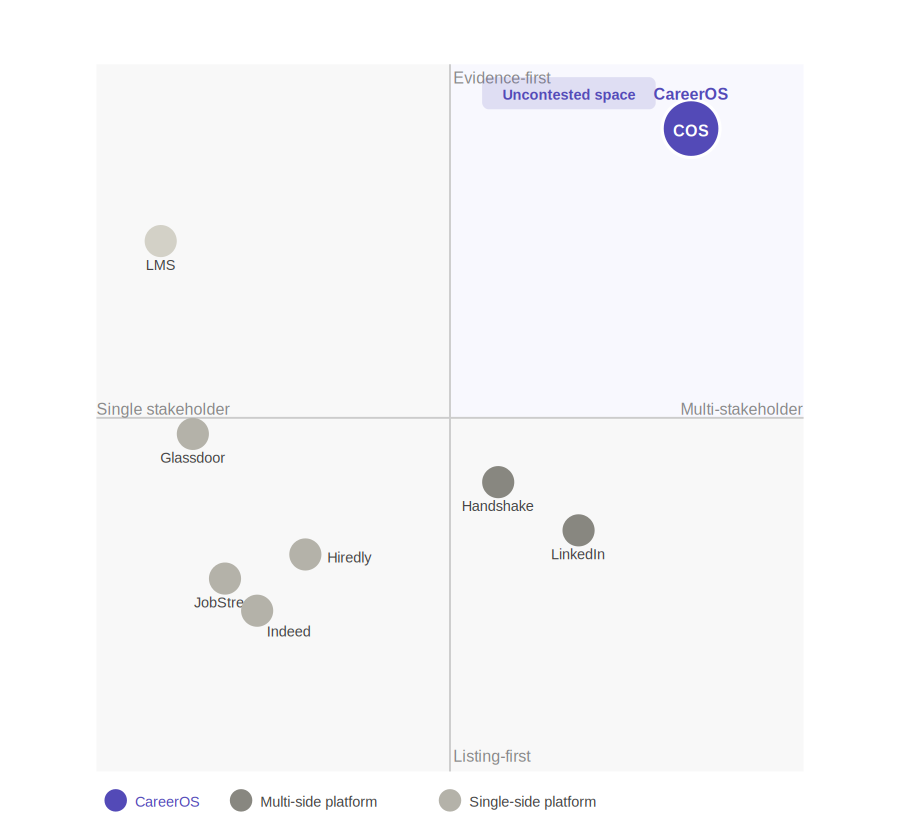 Evidence-first
Uncontested space
CareerOS
COS
LMS
Single stakeholder
Multi-stakeholder
Glassdoor
Handshake
LinkedIn
Hiredly
JobStre
Indeed
Listing-first
CareerOS
Multi-side platform
Single-side platform